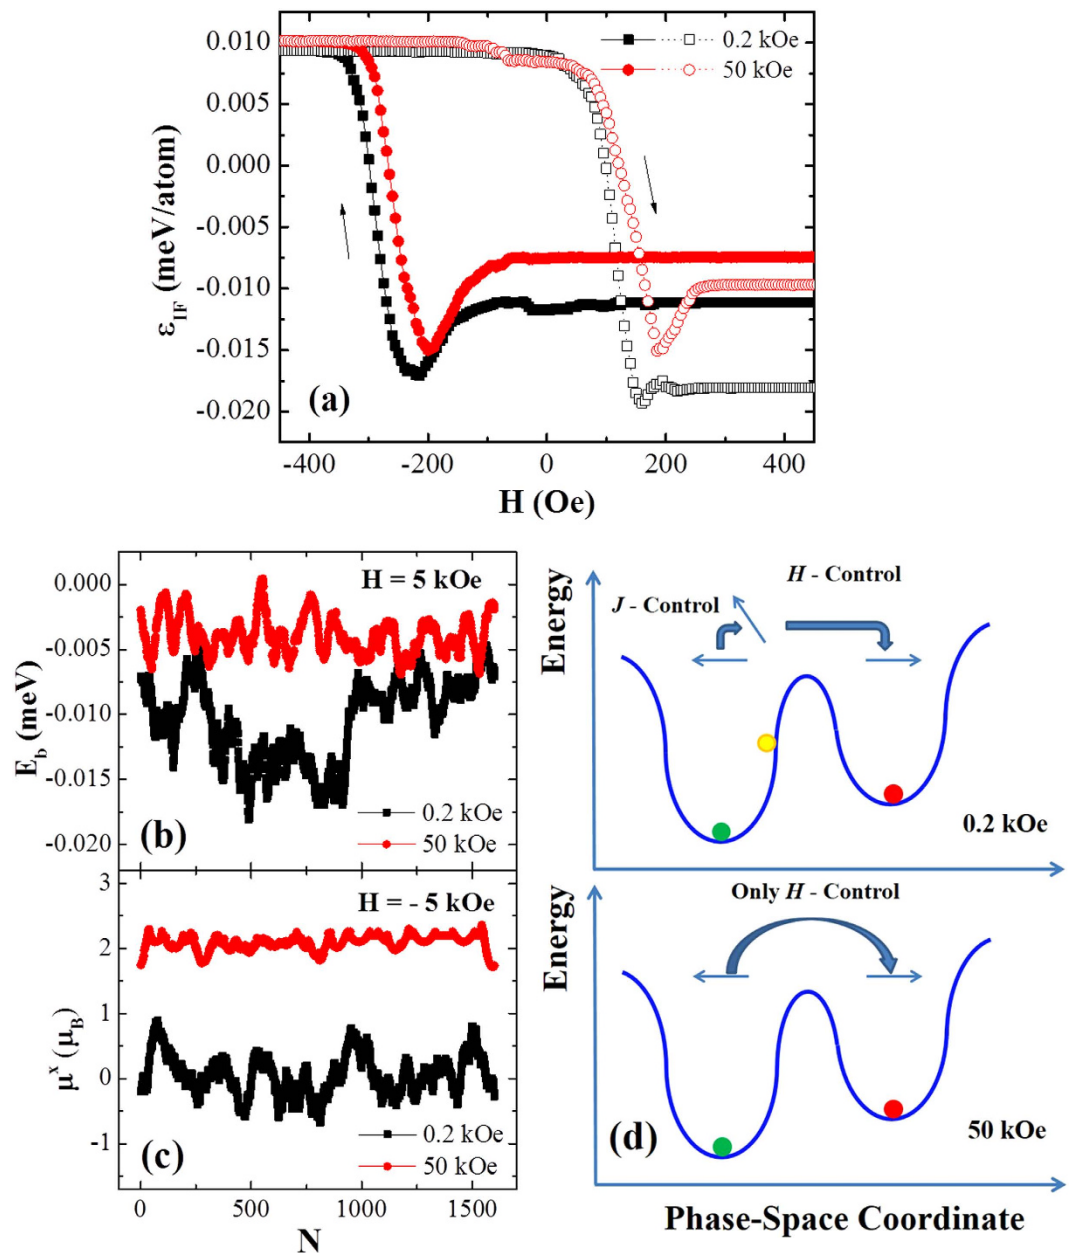 0.010
0.005
0.000
-0.005
-0.010
-0.015
-0.020
ε_IF (meV/atom)
0.2 kOe
50 kOe
(a)
-400 -200 0 200 400
H (Oe)
0.000
-0.005
-0.010
-0.015
-0.020
E_b (meV)
H = 5 kOe
(b)
0.2 kOe
50 kOe
3
2
1
0
-1
μ^x (μ_B)
H = - 5 kOe
(c)
0.2 kOe
50 kOe
0 500 1000 1500
N
Energy
H - Control
J - Control
0.2 kOe
Energy
Only H - Control
(d)
50 kOe
Phase-Space Coordinate